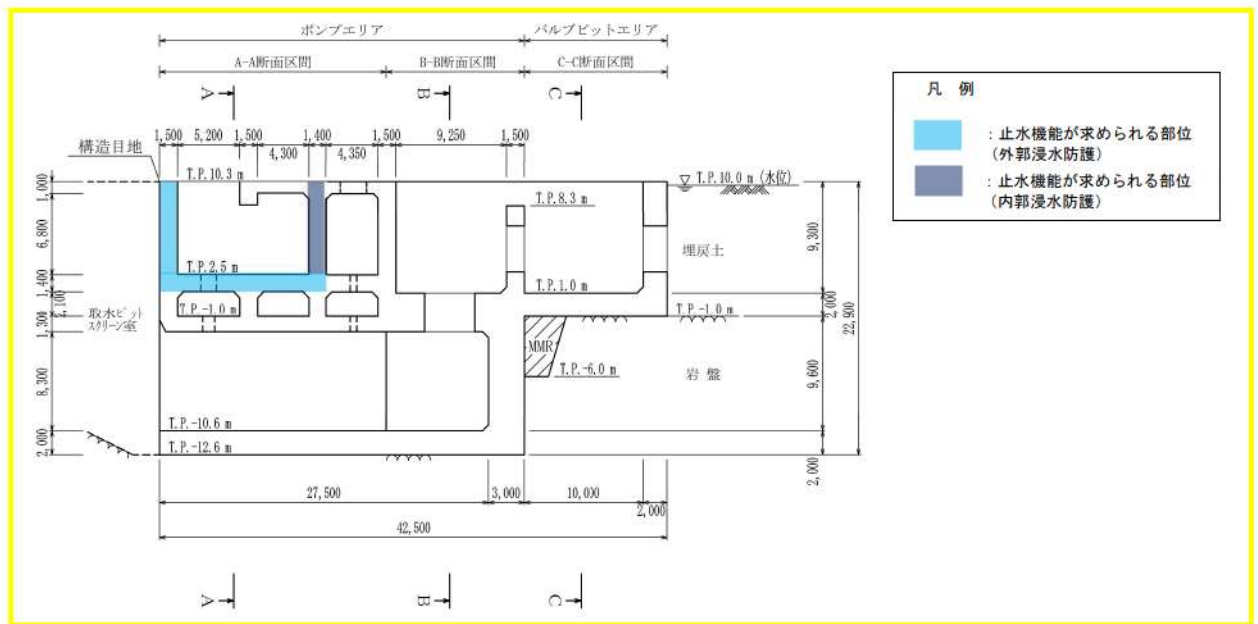 ポンプエリア
バルブピットエリア
A-A断面区間
B-B断面区間
C-C断面区間
A
B
C
1,500
5,200
1,500
4,300
1,400
4,350
1,500
9,250
1,500
構造目地
T.P.10.3 m
T.P.10.0 m (水位)
T.P.8.3 m
埋戻土
T.P.2.5 m
T.P.1.0 m
T.P.-1.0 m
T.P.-1.0 m
取水ピット
スクリーン室
MMR
T.P.-6.0 m
岩盤
T.P.-10.6 m
T.P.-12.6 m
1,000
6,800
1,400
2,100
1,300
8,300
2,000
9,300
2,000
22,900
9,600
2,000
27,500
3,000
10,000
2,000
42,500
A
B
C
凡 例
：止水機能が求められる部位
(外郭浸水防護)
：止水機能が求められる部位
(内郭浸水防護)